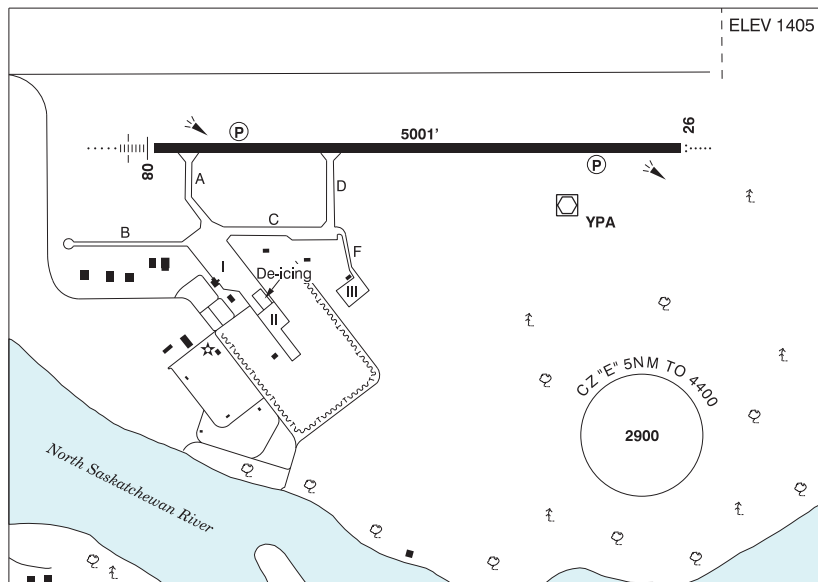 ELEV 1405
P
5001'
26
08
P
A
D
YPA
C
B
F
I
De-icing
III
II
CZ "E" 5NM TO 4400
2900
North Saskatchewan River